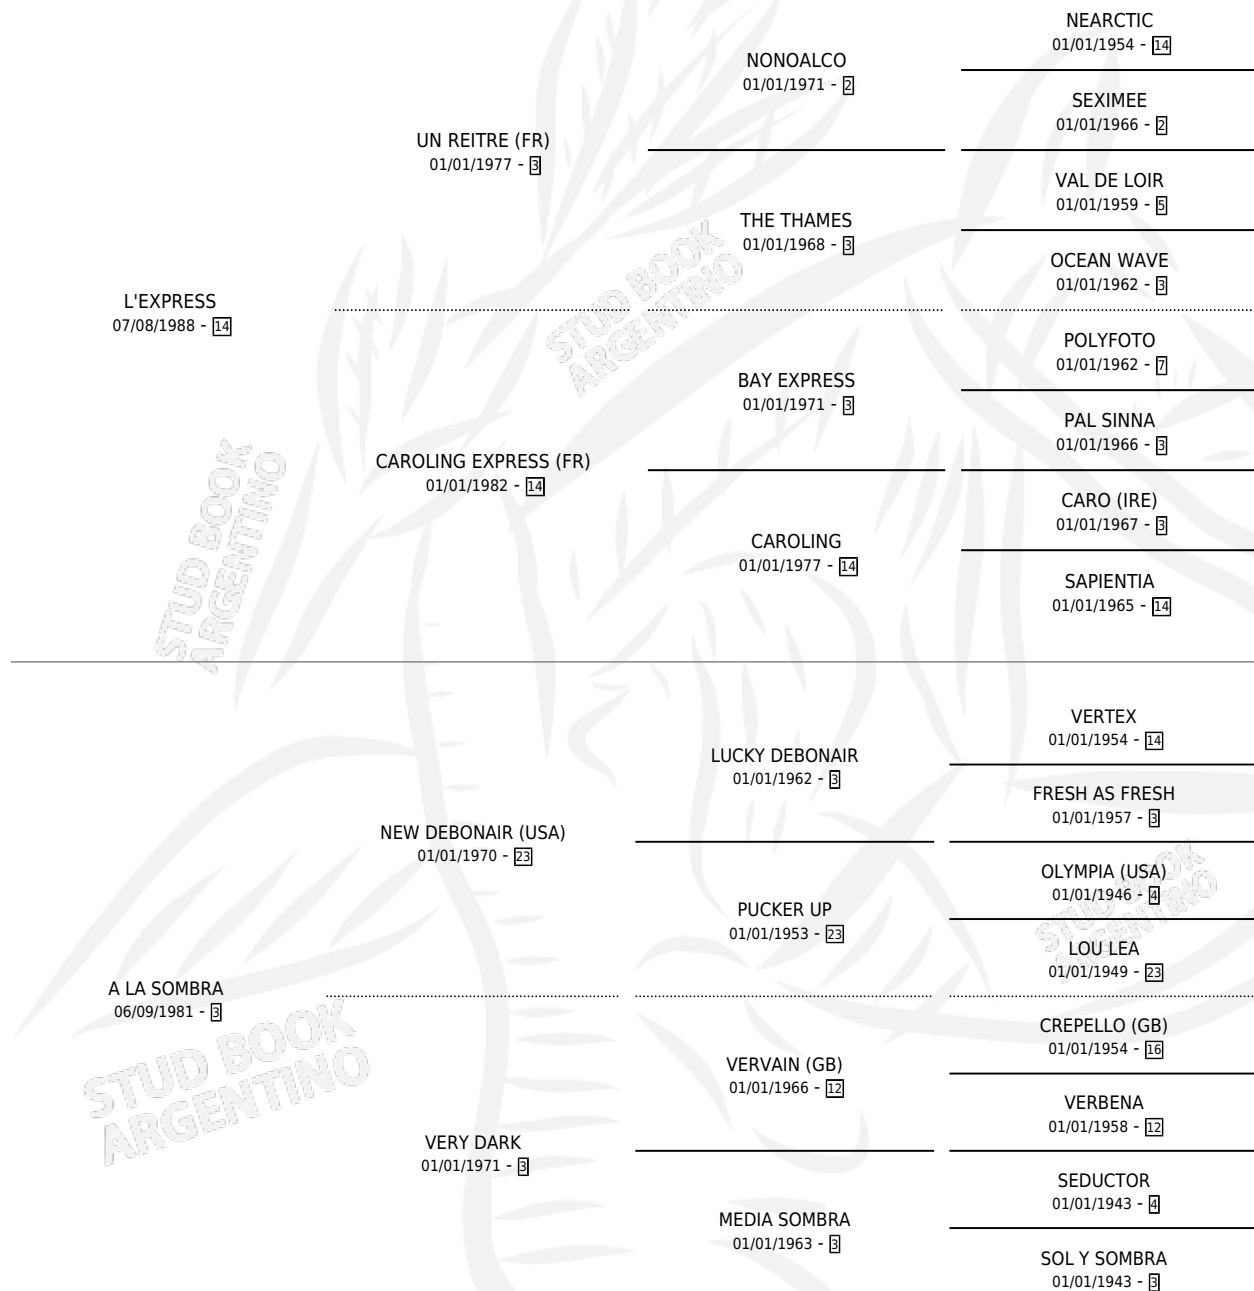 L'EXPRESS
07/08/1988 - 14
UN REITRE (FR)
01/01/1977 - 3
CAROLING EXPRESS (FR)
01/01/1982 - 14
NONOALCO
01/01/1971 - 2
THE THAMES
01/01/1968 - 3
BAY EXPRESS
01/01/1971 - 3
CAROLING
01/01/1977 - 14
NEARCTIC
01/01/1954 - 14
SEXIMEE
01/01/1966 - 2
VAL DE LOIR
01/01/1959 - 5
OCEAN WAVE
01/01/1962 - 3
POLYFOTO
01/01/1962 - 7
PAL SINNA
01/01/1966 - 3
CARO (IRE)
01/01/1967 - 3
SAPIENTIA
01/01/1965 - 14
A LA SOMBRA
06/09/1981 - 3
NEW DEBONAIR (USA)
01/01/1970 - 23
VERY DARK
01/01/1971 - 3
LUCKY DEBONAIR
01/01/1962 - 3
PUCKER UP
01/01/1953 - 23
VERVAIN (GB)
01/01/1966 - 12
MEDIA SOMBRA
01/01/1963 - 3
VERTEX
01/01/1954 - 14
FRESH AS FRESH
01/01/1957 - 3
OLYMPIA (USA)
01/01/1946 - 4
LOU LEA
01/01/1949 - 23
CREPELLO (GB)
01/01/1954 - 16
VERBENA
01/01/1958 - 12
SEDUCTOR
01/01/1943 - 4
SOL Y SOMBRA
01/01/1943 - 3
STUD BOOK
ARGENTINO
STUD BOOK
ARGENTINO
STUD BOOK
ARGENTINO
STUD BOOK
ARGENTINO